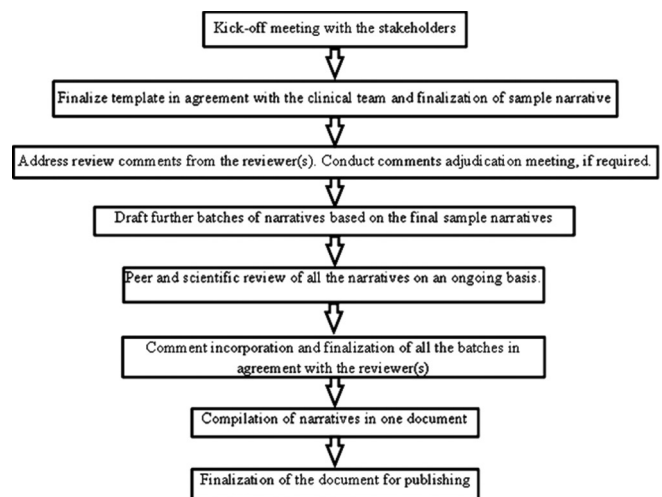 Kick-off meeting with the stakeholders
Finalize template in agreement with the clinical team and finalization of sample narrative
Address review comments from the reviewer(s). Conduct comments adjudication meeting, if required.
Draft further batches of narratives based on the final sample narratives
Peer and scientific review of all the narratives on an ongoing basis.
Comment incorporation and finalization of all the batches in
agreement with the reviewer(s)
Compilation of narratives in one document
Finalization of the document for publishing